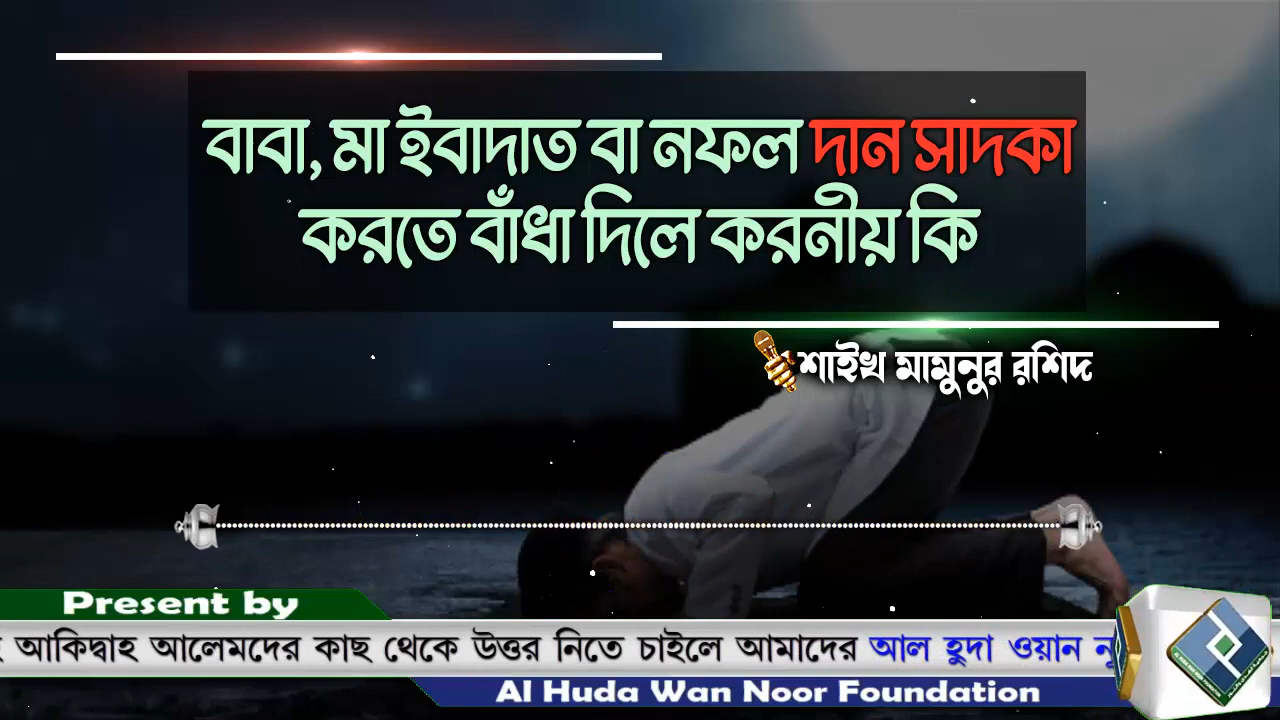 বাবা, মা ইবাদাত বা নফল দান সাদকা
করতে বাঁধা দিলে করনীয় কি
শাইখ মামুনুর রশিদ
Present by
আকিদ্বাহ আলেমদের কাছ থেকে উত্তর নিতে চাইলে আমাদের আল হুদা ওয়ান
Al Huda Wan Noor Foundation